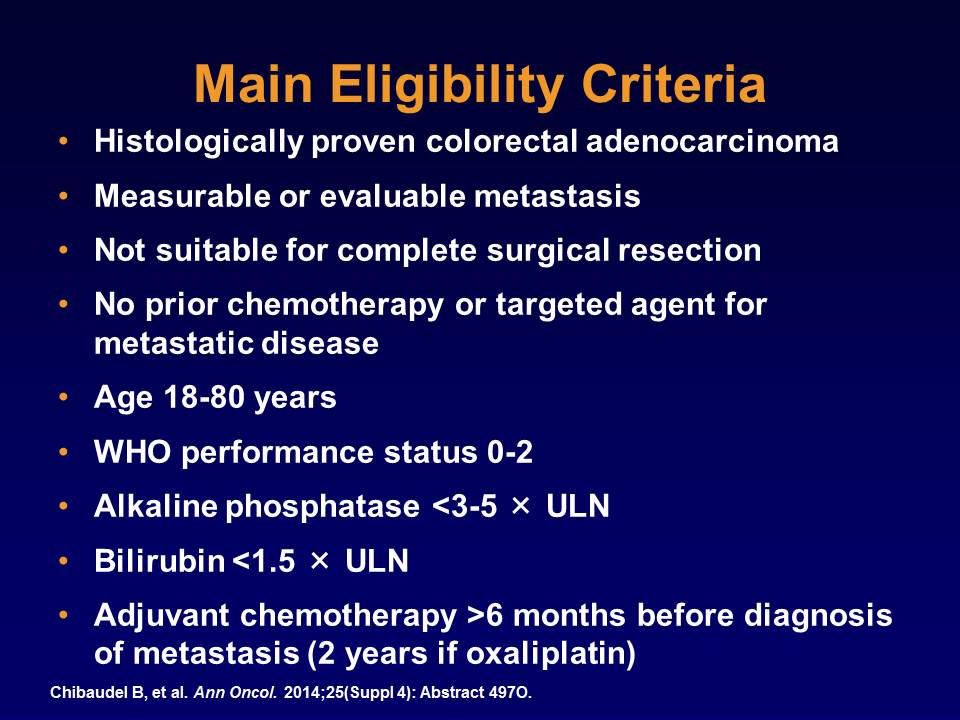 Main Eligibility Criteria
• Histologically proven colorectal adenocarcinoma
• Measurable or evaluable metastasis
• Not suitable for complete surgical resection
• No prior chemotherapy or targeted agent for
metastatic disease
• Age 18-80 years
• WHO performance status 0-2
• Alkaline phosphatase <3-5 × ULN
• Bilirubin <1.5 × ULN
• Adjuvant chemotherapy >6 months before diagnosis
of metastasis (2 years if oxaliplatin)
Chibaudel B, et al. Ann Oncol. 2014;25(Suppl 4): Abstract 497O.